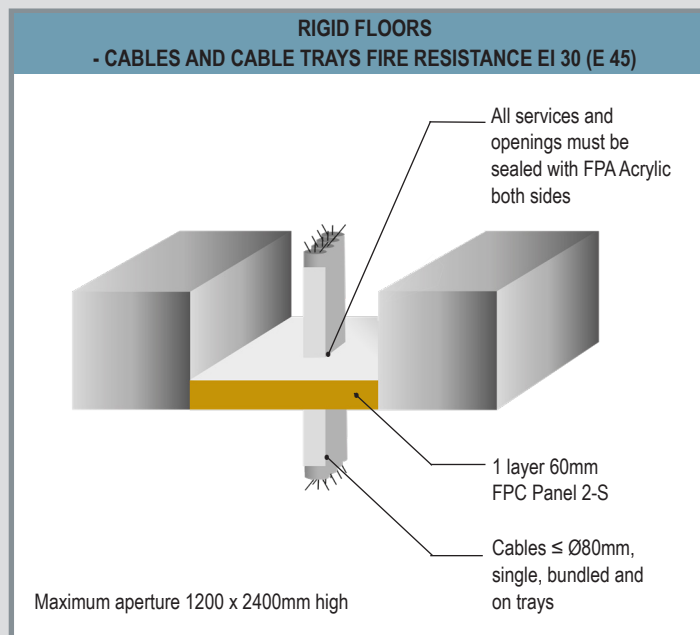 RIGID FLOORS
- CABLES AND CABLE TRAYS FIRE RESISTANCE EI 30 (E 45)
All services and
openings must be
sealed with FPA Acrylic
both sides
1 layer 60mm
FPC Panel 2-S
Cables ≤ Ø80mm,
single, bundled and
on trays
Maximum aperture 1200 x 2400mm high